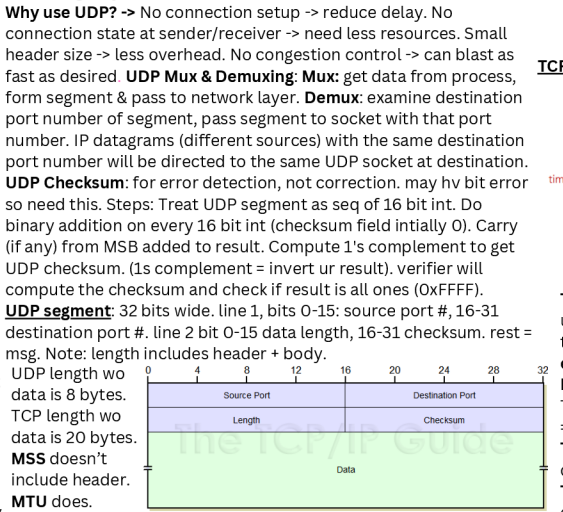 Why use UDP? -> No connection setup -> reduce delay. No
connection state at sender/receiver -> need less resources. Small
header size -> less overhead. No congestion control -> can blast as
fast as desired. UDP Mux & Demuxing: Mux: get data from process,
form segment & pass to network layer. Demux: examine destination
port number of segment, pass segment to socket with that port
number. IP datagrams (different sources) with the same destination
port number will be directed to the same UDP socket at destination.
UDP Checksum: for error detection, not correction. may hv bit error
so need this. Steps: Treat UDP segment as seq of 16 bit int. Do
binary addition on every 16 bit int (checksum field intially 0). Carry
(if any) from MSB added to result. Compute 1's complement to get
UDP checksum. (1s complement = invert ur result). verifier will
compute the checksum and check if result is all ones (0xFFFF).
UDP segment: 32 bits wide. line 1, bits 0-15: source port #, 16-31
destination port #. line 2 bit 0-15 data length, 16-31 checksum. rest =
msg. Note: length includes header + body.
UDP length wo
data is 8 bytes.
TCP length wo
data is 20 bytes.
MSS doesn't
include header.
MTU does.
0 4 8 12 16 20 24 28 32
Source Port Destination Port
Length Checksum
The TCP/IP Guide
Data
TCP
tim